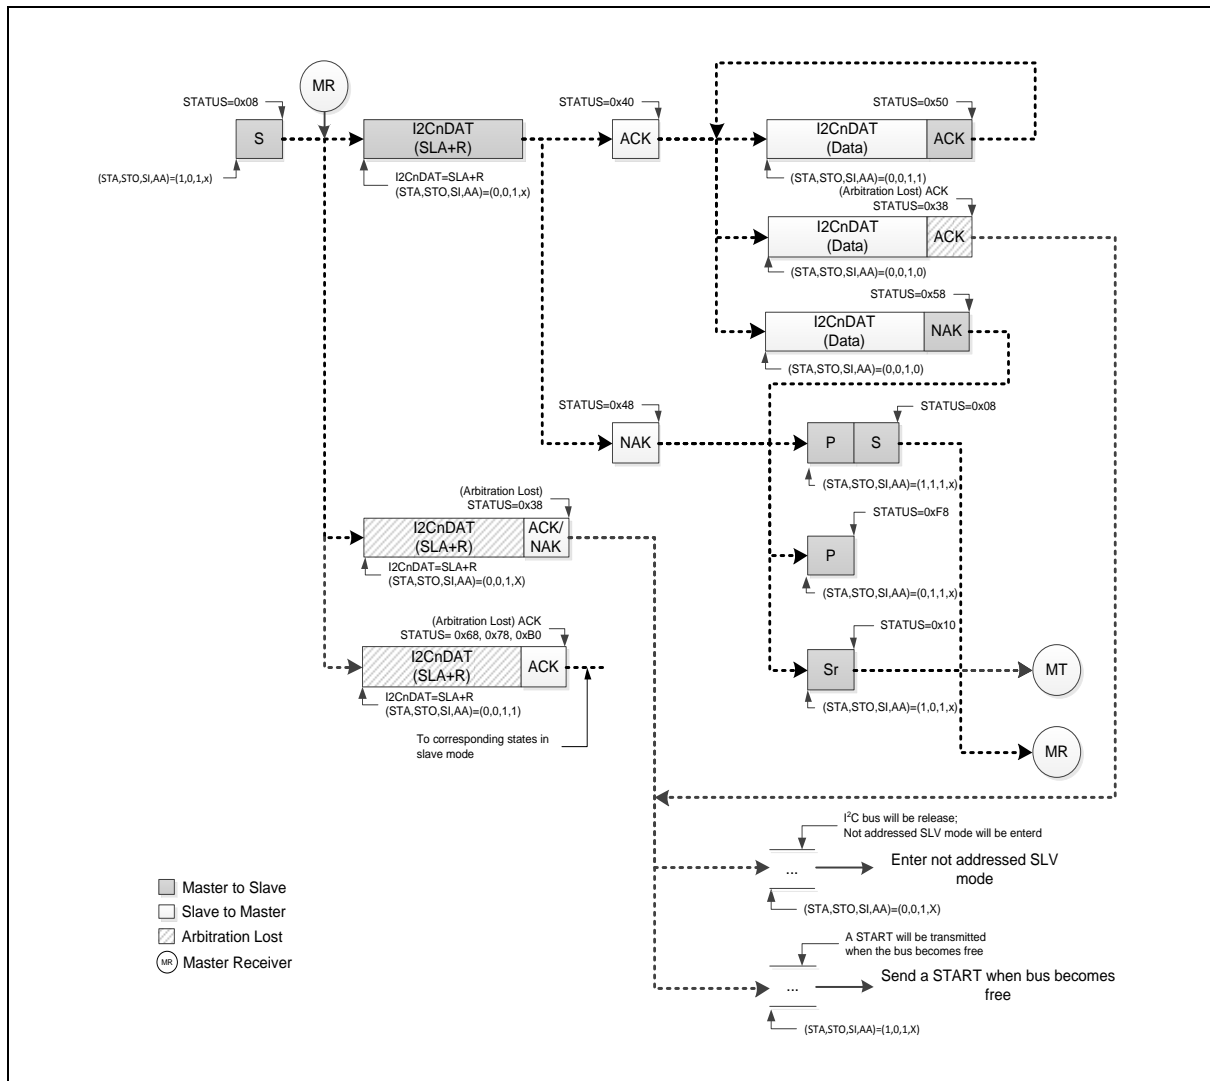 MR
STATUS=0x08
STATUS=0x40
STATUS=0x50
S
I2CnDAT
(SLA+R)
ACK
I2CnDAT
(Data)
ACK
(STA,STO,SI,AA)=(1,0,1,x)
I2CnDAT=SLA+R
(STA,STO,SI,AA)=(0,0,1,x)
(STA,STO,SI,AA)=(0,0,1,1)
(Arbitration Lost) ACK
STATUS=0x38
I2CnDAT
(Data)
ACK
(STA,STO,SI,AA)=(0,0,1,0)
STATUS=0x58
I2CnDAT
(Data)
NAK
(STA,STO,SI,AA)=(0,0,1,0)
STATUS=0x48
STATUS=0x08
NAK
P
S
(STA,STO,SI,AA)=(1,1,1,x)
(Arbitration Lost)
STATUS=0x38
I2CnDAT
(SLA+R)
ACK/
NAK
I2CnDAT=SLA+R
(STA,STO,SI,AA)=(0,0,1,X)
STATUS=0xF8
P
(STA,STO,SI,AA)=(0,1,1,x)
(Arbitration Lost) ACK
STATUS= 0x68, 0x78, 0xB0
I2CnDAT
(SLA+R)
ACK
I2CnDAT=SLA+R
(STA,STO,SI,AA)=(0,0,1,1)
To corresponding states in
slave mode
STATUS=0x10
Sr
MT
(STA,STO,SI,AA)=(1,0,1,x)
MR
I²C bus will be release;
Not addressed SLV mode will be enterd
...
Enter not addressed SLV
mode
(STA,STO,SI,AA)=(0,0,1,X)
A START will be transmitted
when the bus becomes free
...
Send a START when bus becomes
free
(STA,STO,SI,AA)=(1,0,1,X)
Master to Slave
Slave to Master
Arbitration Lost
MR
Master Receiver